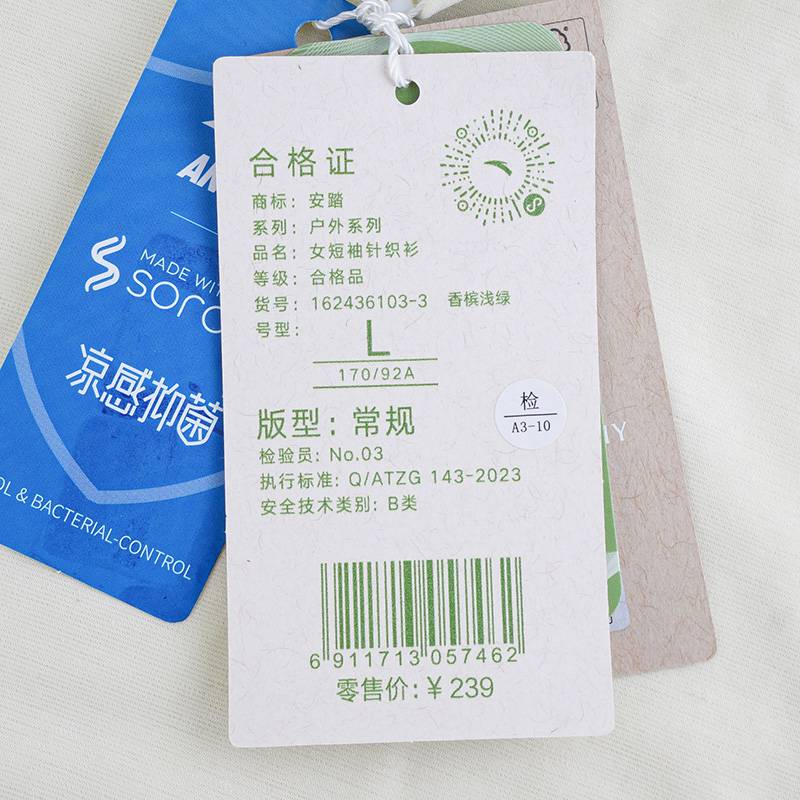 合格证
商标：安踏
系列：户外系列
品名：女短袖针织衫
等级：合格品
货号：162436103-3 香槟浅绿
号型：
L
170/92A
版型：常规
检验员：No.03
执行标准：Q/ATZG 143-2023
安全技术类别：B类
6 911713 057462
零售价：¥ 239
检
A3-10
AN
MADE WIT
soro
凉感抑菌
OL & BACTERIAL-CONTROL